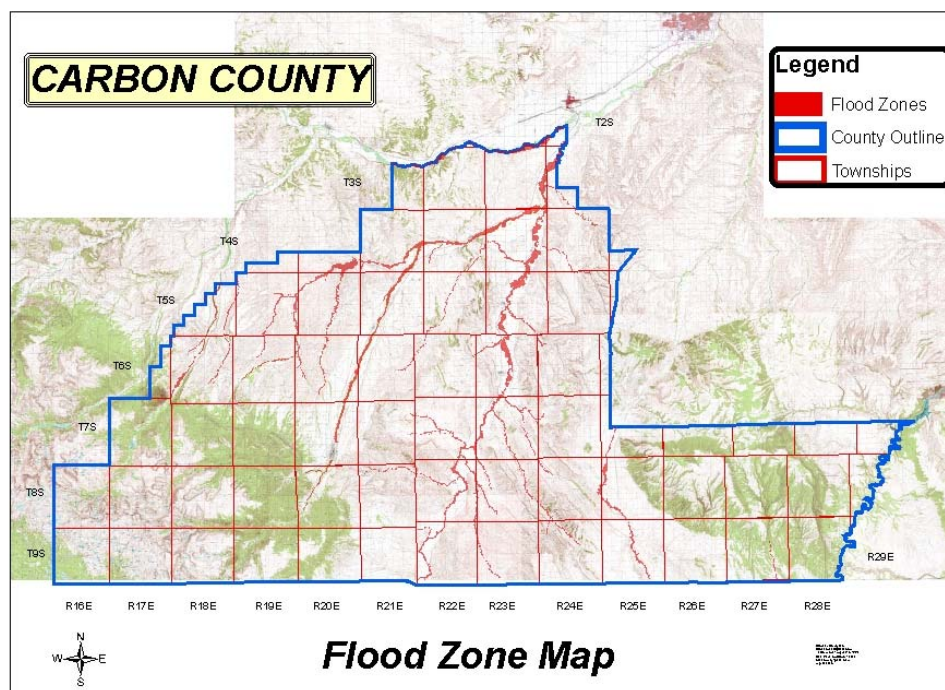 CARBON COUNTY
Legend
Flood Zones
County Outline
Townships
T2S
T3S
T4S
T5S
T6S
T7S
T8S
T9S
R29E
R16E R17E R18E R19E R20E R21E R22E R23E R24E R25E R26E R27E R28E
N
W E
S
Flood Zone Map